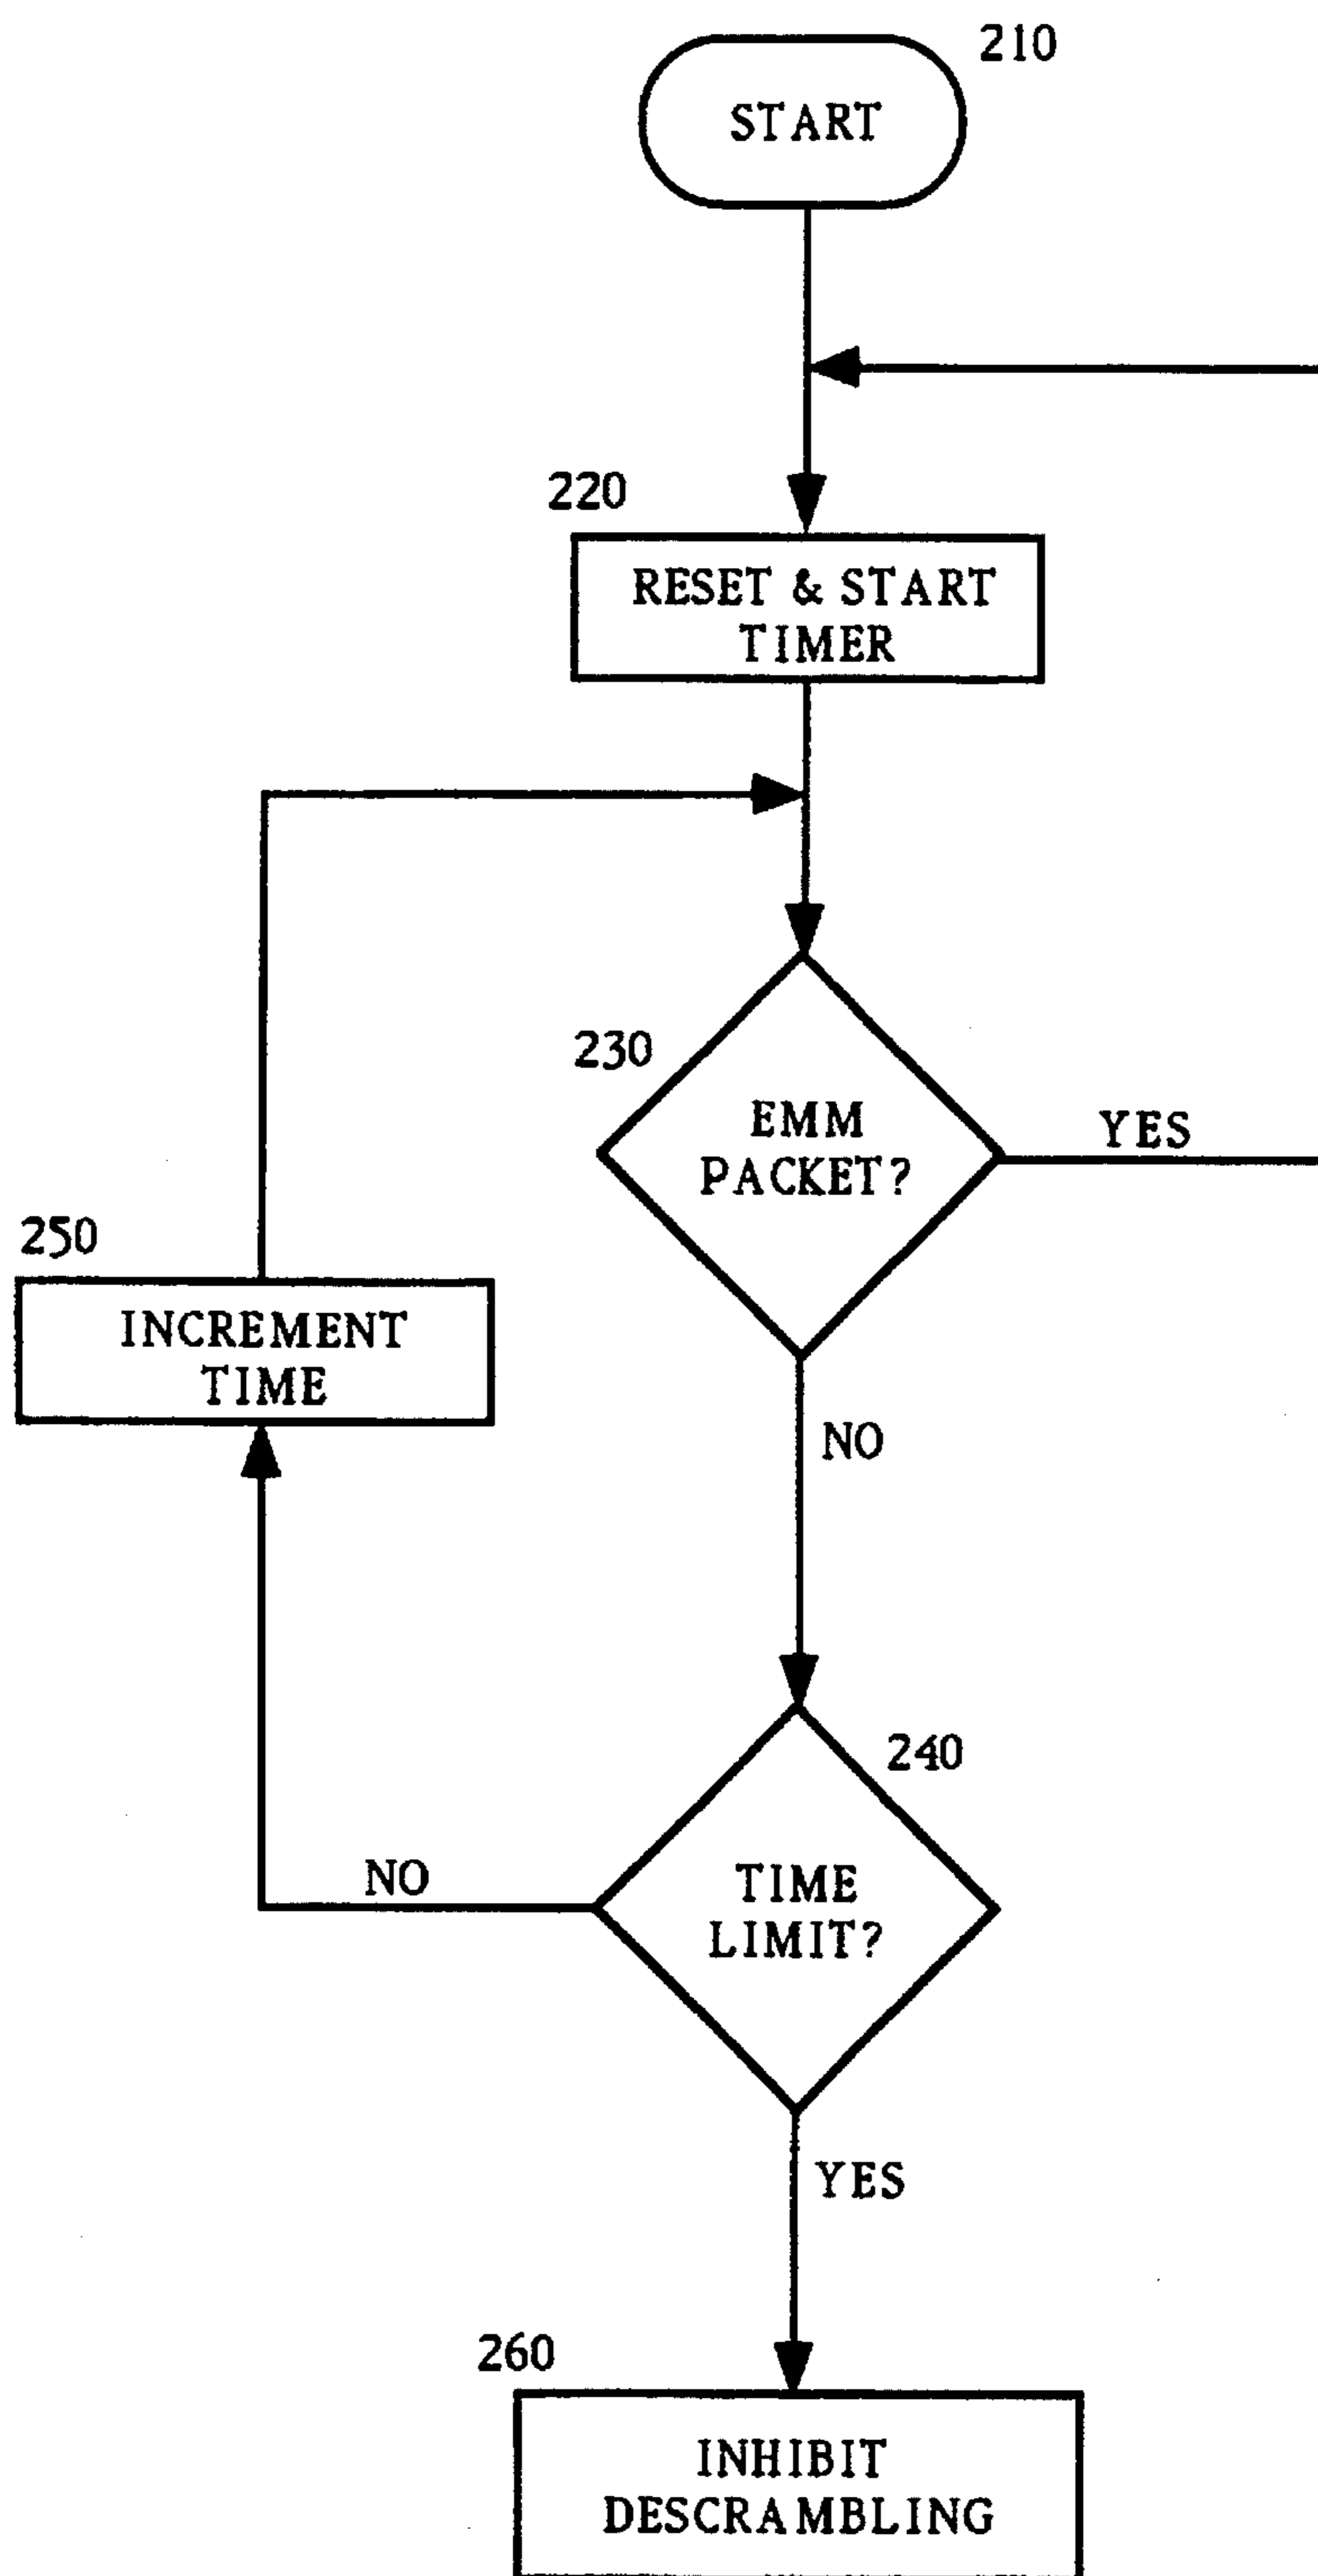 210
START
220
RESET & START
TIMER
230
EMM
PACKET?
YES
250
INCREMENT
TIME
NO
240
TIME
LIMIT?
NO
YES
260
INHIBIT
DESCRAMBLING